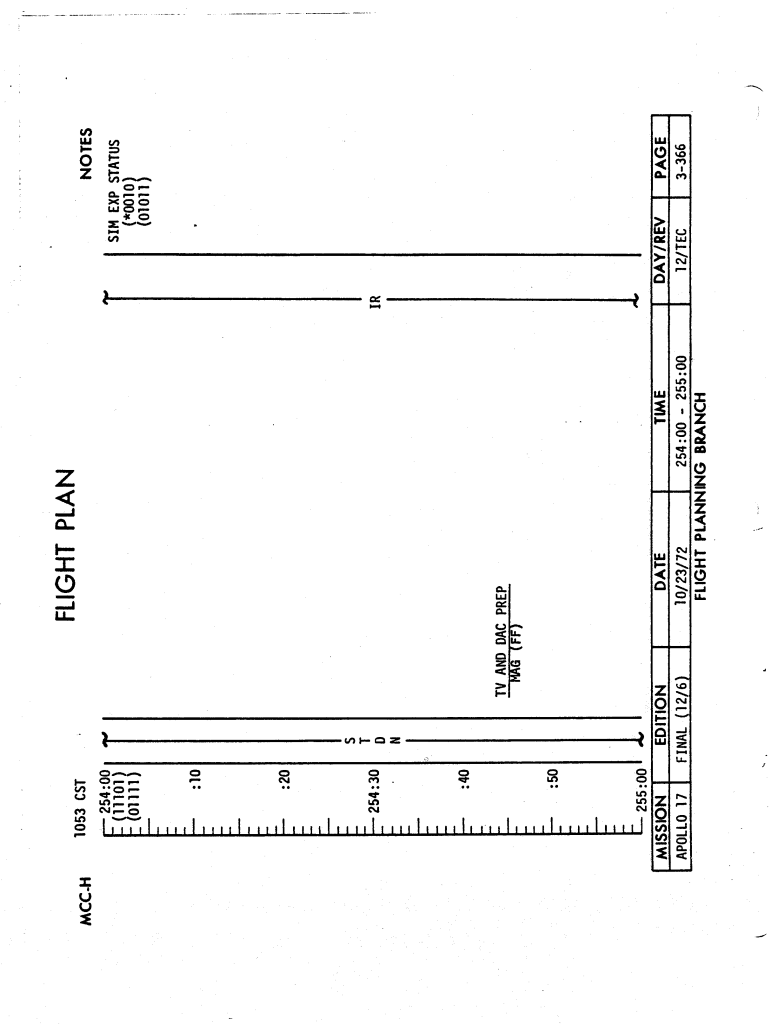 FLIGHT PLAN
MCC-H
1053 CST
NOTES
254:00
(11101)
(01111)
:10
:20
254:30
:40
:50
255:00
S T D N
TV AND DAC PREP
MAG (FF)
IR
SIM EXP STATUS
(*0010)
(01011)
MISSION EDITION DATE TIME DAY/REV PAGE
APOLLO 17 FINAL (12/6) 10/23/72 254:00 - 255:00 12/TEC 3-366
FLIGHT PLANNING BRANCH